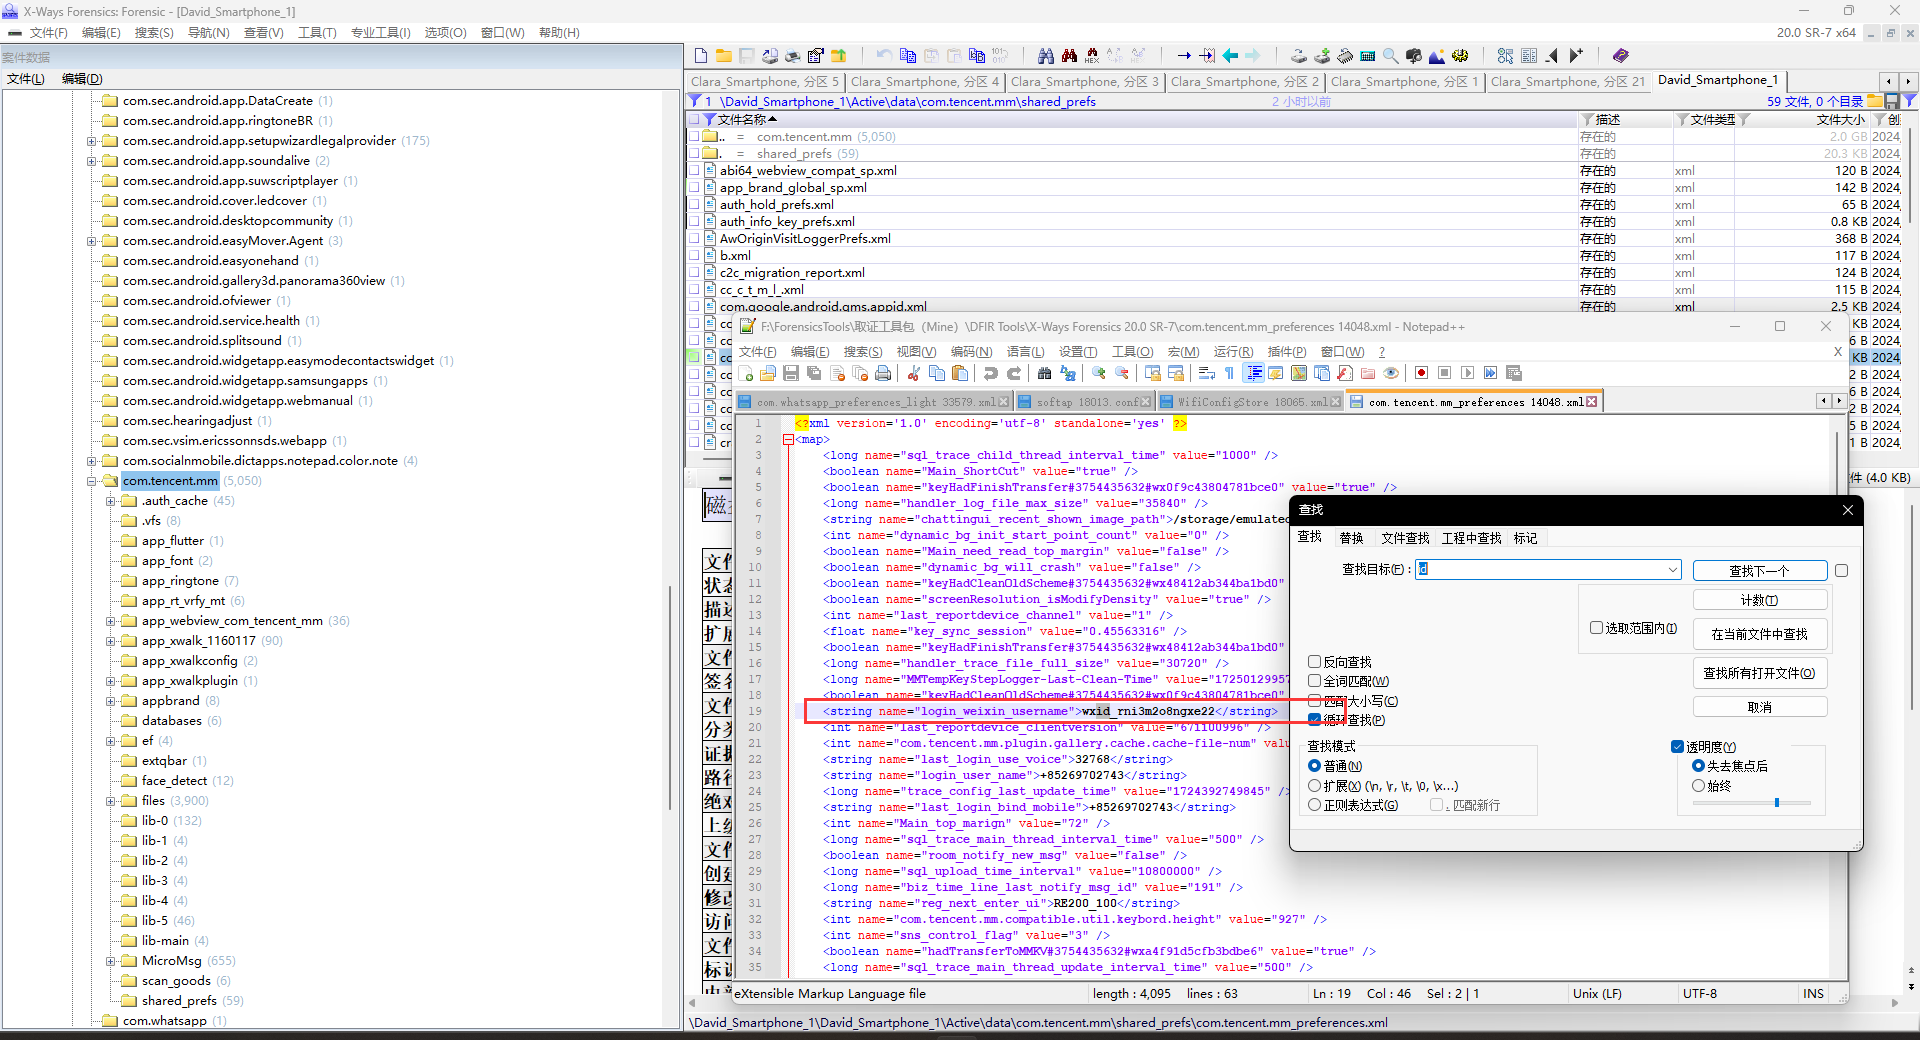 X-Ways Forensics: Forensic - [David_Smartphone_1]
文件(F) 编辑(E) 搜索(S) 导航(N) 查看(V) 工具(T) 专业工具(I) 选项(O) 窗口(W) 帮助(H)
20.0 SR-7 x64
案件数据
文件(L) 编辑(D)
com.sec.android.app.DataCreate (1)
com.sec.android.app.ringtoneBR (1)
com.sec.android.app.setupwizardlegalprovider (175)
com.sec.android.app.soundalive (2)
com.sec.android.app.suwscriptplayer (1)
com.sec.android.cover.ledcover (1)
com.sec.android.desktopcommunity (1)
com.sec.android.easyMover.Agent (3)
com.sec.android.easyonehand (1)
com.sec.android.gallery3d.panorama360view (1)
com.sec.android.ofviewer (1)
com.sec.android.service.health (1)
com.sec.android.splitsound (1)
com.sec.android.widgetapp.easymodecontactswidget (1)
com.sec.android.widgetapp.samsungapps (1)
com.sec.android.widgetapp.webmanual (1)
com.sec.hearingadjust (1)
com.sec.vsim.ericssonnsds.webapp (1)
com.socialnmobile.dictapps.notepad.color.note (4)
com.tencent.mm (5,050)
.auth_cache (45)
.vfs (8)
app_flutter (1)
app_font (2)
app_ringtone (7)
app_rt_vrfy_mt (6)
app_webview_com_tencent_mm (36)
app_xwalk_1160117 (90)
app_xwalkconfig (2)
app_xwalkplugin (1)
appbrand (8)
databases (6)
ef (4)
extqbar (1)
face_detect (12)
files (3,900)
lib-0 (132)
lib-1 (4)
lib-2 (4)
lib-3 (4)
lib-4 (4)
lib-5 (46)
lib-main (4)
MicroMsg (655)
scan_goods (6)
shared_prefs (59)
com.whatsapp (1)
Clara_Smartphone, 分区 5 Clara_Smartphone, 分区 4 Clara_Smartphone, 分区 3 Clara_Smartphone, 分区 2 Clara_Smartphone, 分区 1 Clara_Smartphone, 分区 21 David_Smartphone_1
1 \David_Smartphone_1\Active\data\com.tencent.mm\shared_prefs 2 小时以前 59 文件, 0 个目录
文件名称 描述 文件类型 文件大小 创
.. = com.tencent.mm (5,050) 存在的 2.0 GB 2024,
. = shared_prefs (59) 存在的 20.3 KB 2024,
abi64_webview_compat_sp.xml 存在的 xml 120 B 2024,
app_brand_global_sp.xml 存在的 xml 142 B 2024,
auth_hold_prefs.xml 存在的 xml 65 B 2024,
auth_info_key_prefs.xml 存在的 xml 0.8 KB 2024,
AwOriginVisitLoggerPrefs.xml 存在的 xml 368 B 2024,
b.xml 存在的 xml 117 B 2024,
c2c_migration_report.xml 存在的 xml 124 B 2024,
cc_c_t_m_l_.xml 存在的 xml 115 B 2024,
com.google.android.gms.appid.xml 存在的 xml 2.5 KB 2024,
F:\ForensicsTools\取证工具包（Mine）\DFIR Tools\X-Ways Forensics 20.0 SR-7\com.tencent.mm_preferences 14048.xml - Notepad++
文件(F) 编辑(E) 搜索(S) 视图(V) 编码(N) 语言(L) 设置(T) 工具(O) 宏(M) 运行(R) 插件(P) 窗口(W) ? X
com.whatsapp_preferences_light 33579.xml softap 18013.conf WifiConfigStore 18065.xml com.tencent.mm_preferences 14048.xml
1 <?xml version='1.0' encoding='utf-8' standalone='yes' ?>
2 <map>
3 <long name="sql_trace_child_thread_interval_time" value="1000" />
4 <boolean name="Main_ShortCut" value="true" />
5 <boolean name="keyHadFinishTransfer#3754435632#wx0f9c43804781bce0" value="true" />
6 <long name="handler_log_file_max_size" value="35840" />
7 <string name="chattingui_recent_shown_image_path">/storage/emulated
8 <int name="dynamic_bg_init_start_point_count" value="0" />
9 <boolean name="Main_need_read_top_margin" value="false" />
10 <boolean name="dynamic_bg_will_crash" value="false" />
11 <boolean name="keyHadCleanOldScheme#3754435632#wx48412ab344ba1bd0"
12 <boolean name="screenResolution_isModifyDensity" value="true" />
13 <int name="last_reportdevice_channel" value="1" />
14 <float name="key_sync_session" value="0.45563316" />
15 <boolean name="keyHadFinishTransfer#3754435632#wx48412ab344ba1bd0"
16 <long name="handler_trace_file_full_size" value="30720" />
17 <long name="MMTempKeyStepLogger-Last-Clean-Time" value="17250129957
18 <boolean name="keyHadCleanOldScheme#3754435632#wx0f9c43804781bce0"
19 <string name="login_weixin_username">wxid_rni3m2o8ngxe22</string>
20 <int name="last_reportdevice_clientversion" value="671100996" />
21 <int name="com.tencent.mm.plugin.gallery.cache.cache-file-num" valu
22 <string name="last_login_use_voice">32768</string>
23 <string name="login_user_name">+85269702743</string>
24 <long name="trace_config_last_update_time" value="1724392749845" />
25 <string name="last_login_bind_mobile">+85269702743</string>
26 <int name="Main_top_marign" value="72" />
27 <long name="sql_trace_main_thread_interval_time" value="500" />
28 <boolean name="room_notify_new_msg" value="false" />
29 <long name="sql_upload_time_interval" value="10800000" />
30 <long name="biz_time_line_last_notify_msg_id" value="191" />
31 <string name="reg_next_enter_ui">RE200_100</string>
32 <int name="com.tencent.mm.compatible.util.keybord.height" value="927" />
33 <int name="sns_control_flag" value="3" />
34 <boolean name="hadTransferToMMKV#3754435632#wxa4f91d5cfb3bdbe6" value="true" />
35 <long name="sql_trace_main_thread_update_interval_time" value="500" />
eXtensible Markup Language file length : 4,095 lines : 63 Ln : 19 Col : 46 Sel : 2 | 1 Unix (LF) UTF-8 INS
查找
查找 替换 文件查找 工程中查找 标记
查找目标(F) : id 查找下一个
计数(T)
选取范围内(I) 在当前文件中查找
反向查找
查找所有打开文件(O)
全词匹配(W)
匹配大小写(C)
取消
循环查找(P)
查找模式
普通(N)
扩展(X) (\n, \r, \t, \0, \x...)
正则表达式(G) . 匹配新行
透明度(Y)
失去焦点后
始终
件 (4.0 KB)
\David_Smartphone_1\David_Smartphone_1\Active\data\com.tencent.mm\shared_prefs\com.tencent.mm_preferences.xml